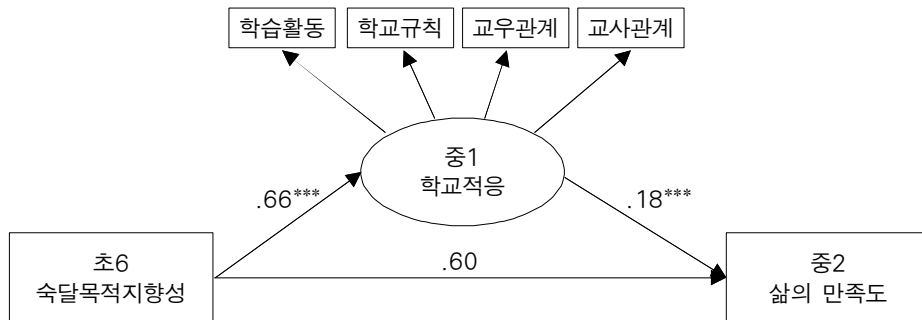 학습활동 학교규칙 교우관계 교사관계
중1
학교적응
.66***
.18***
초6
숙달목적지향성
.60
중2
삶의 만족도